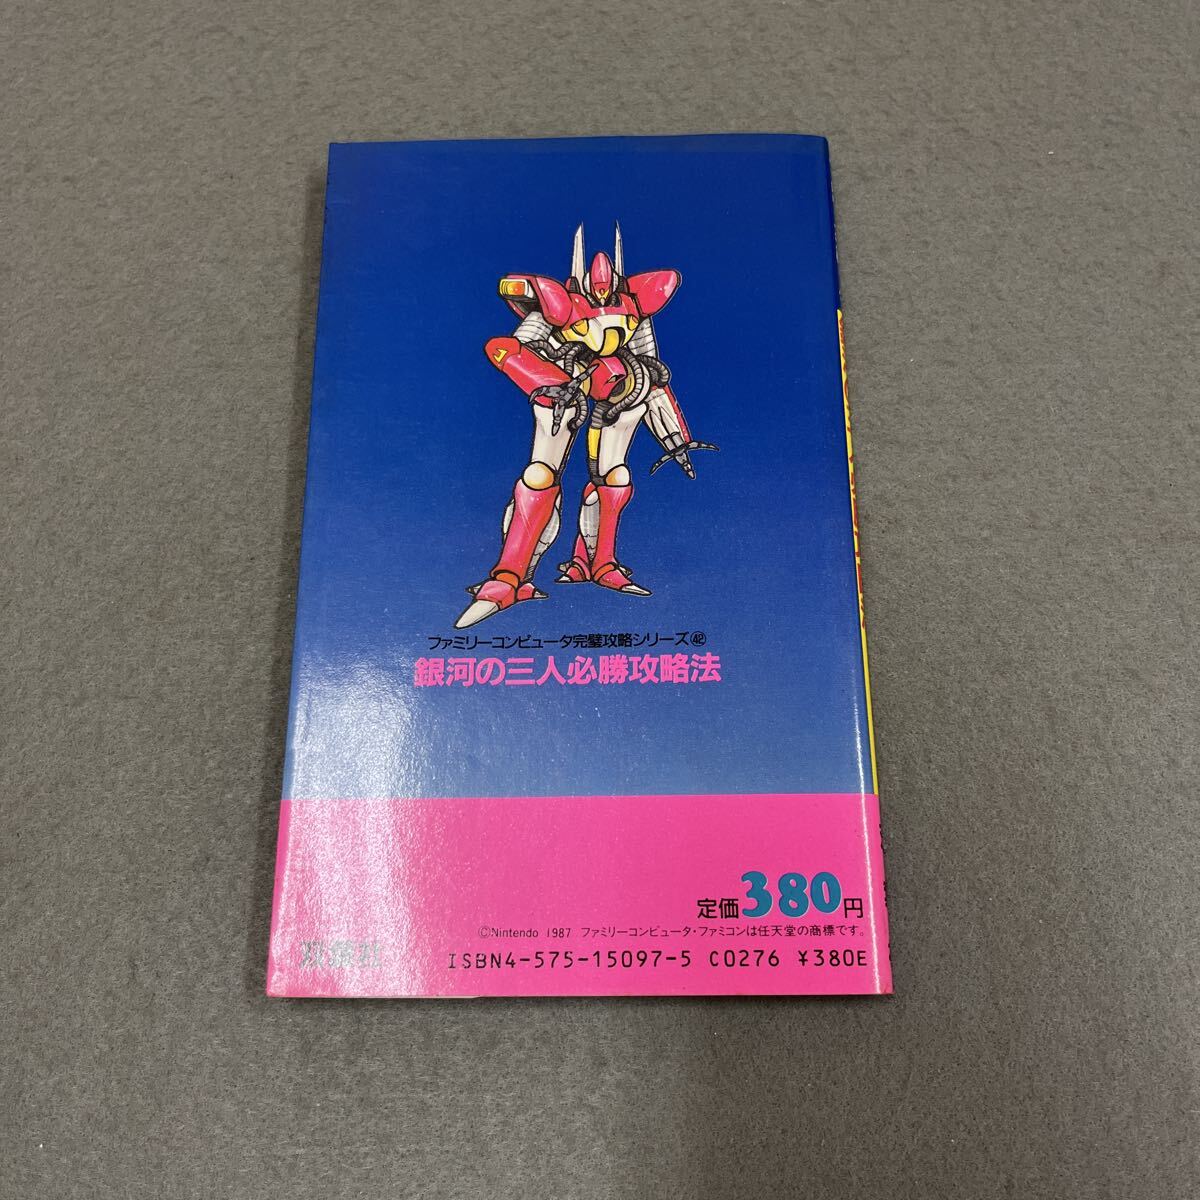 ファミリーコンピュータ完璧攻略シリーズ㊷
銀河の三人必勝攻略法
定価380円
©Nintendo 1987 ファミリーコンピュータ・ファミコンは任天堂の商標です。
双葉社
ISBN4-575-15097-5 C0276 ¥380E